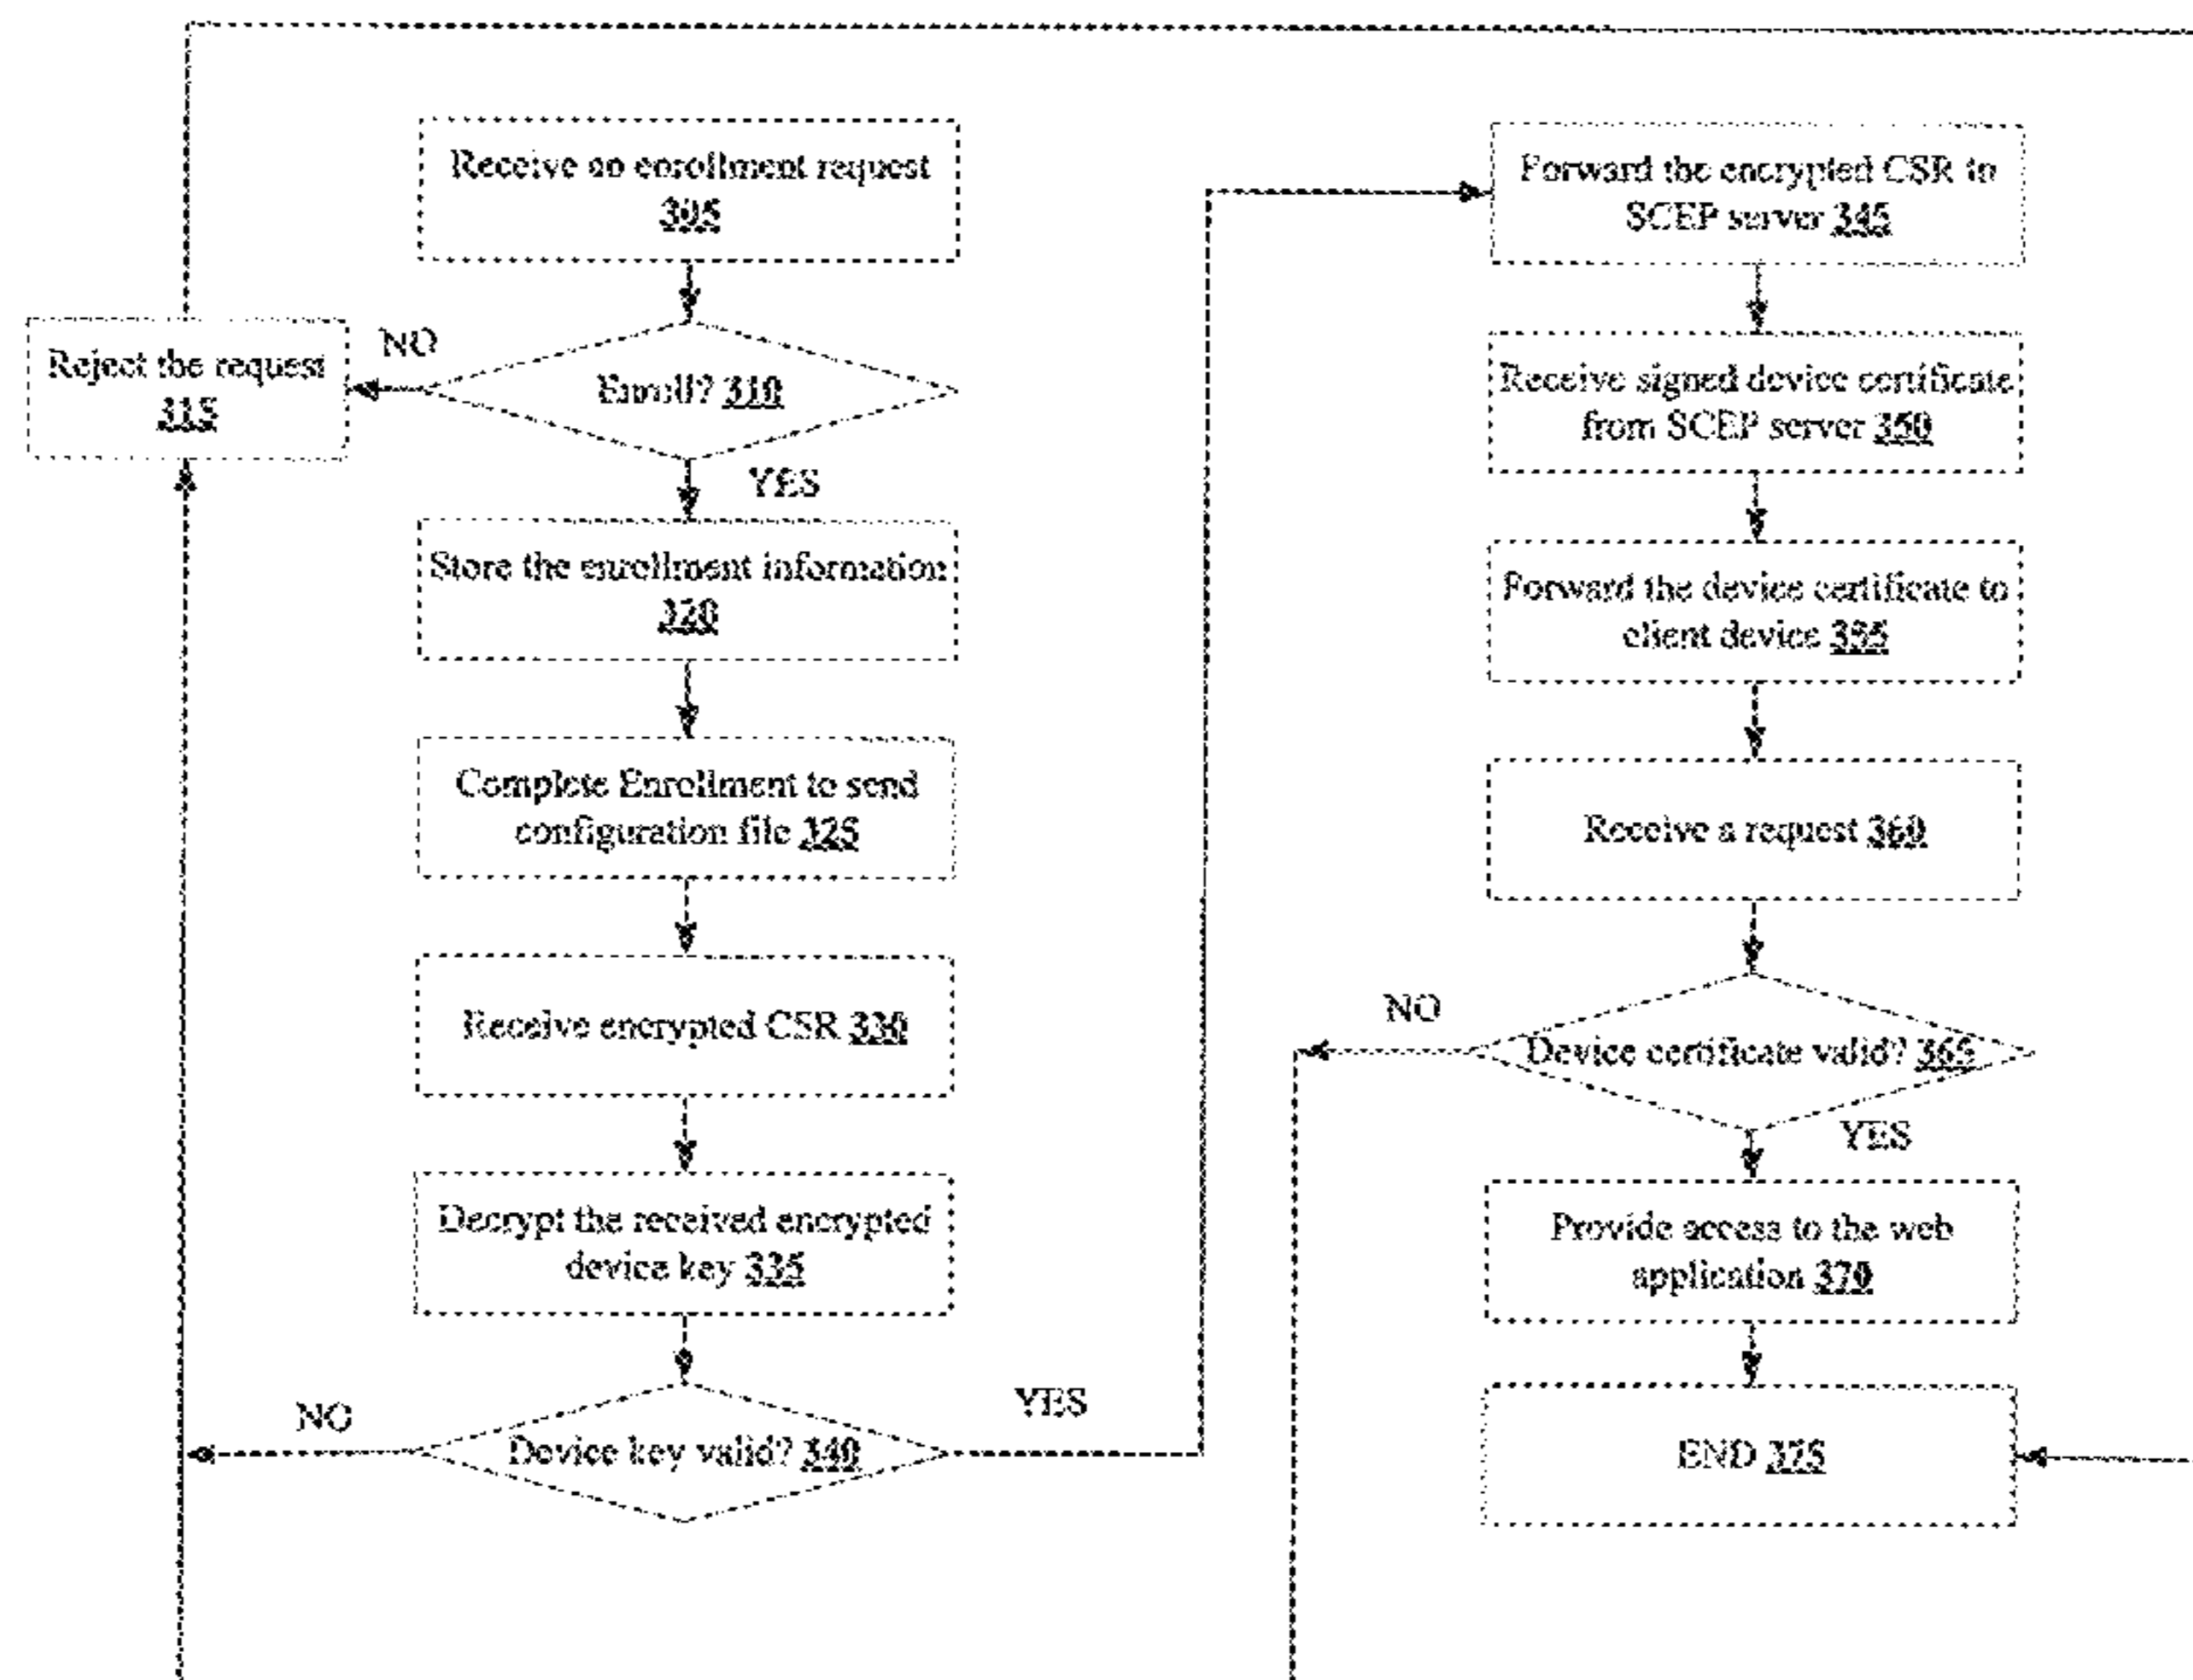 Receive an enrollment request
305
Reject the request
315
NO
Enroll? 310
YES
Store the enrollment information
320
Complete Enrollment to send
configuration file 325
Receive encrypted CSR 330
Decrypt the received encrypted
device key 335
NO
Device key valid? 340
YES
Forward the encrypted CSR to
SCEP server 345
Receive signed device certificate
from SCEP server 350
Forward the device certificate to
client device 355
Receive a request 360
NO
Device certificate valid? 365
YES
Provide access to the web
application 370
END 375